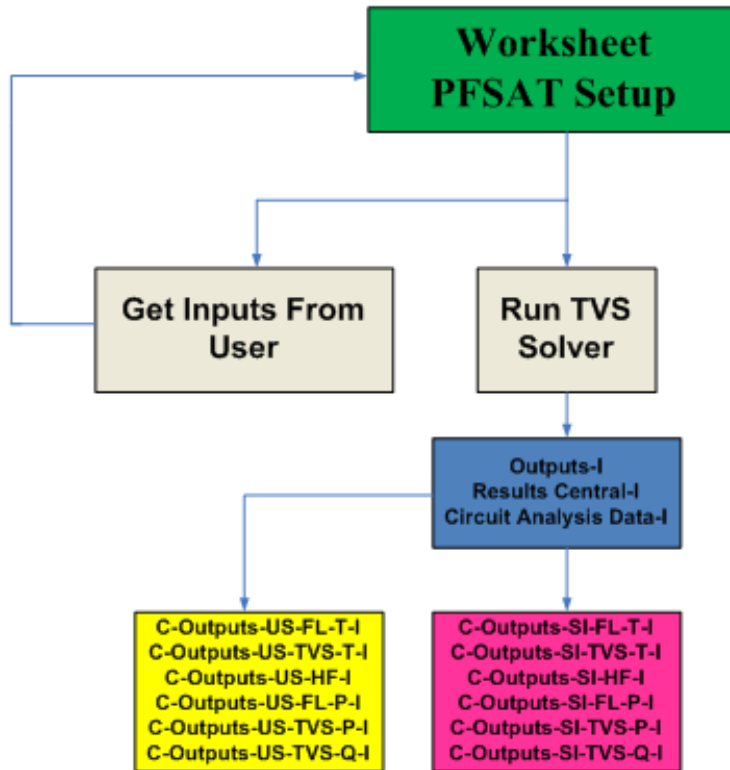 Worksheet
PFSAT Setup
Get Inputs From
User
Run TVS
Solver
Outputs-I
Results Central-I
Circuit Analysis Data-I
C-Outputs-US-FL-T-I
C-Outputs-US-TVS-T-I
C-Outputs-US-HF-I
C-Outputs-US-FL-P-I
C-Outputs-US-TVS-P-I
C-Outputs-US-TVS-Q-I
C-Outputs-SI-FL-T-I
C-Outputs-SI-TVS-T-I
C-Outputs-SI-HF-I
C-Outputs-SI-FL-P-I
C-Outputs-SI-TVS-P-I
C-Outputs-SI-TVS-Q-I